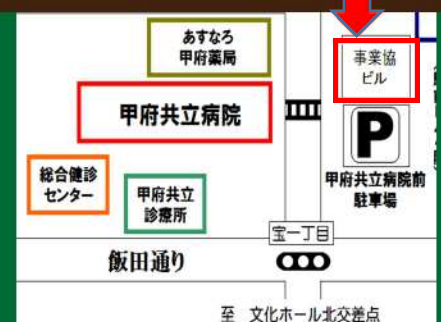 あすなろ
甲府薬局
事業協
ビル
甲府共立病院
P
甲府共立病院前
駐車場
総合健診
センター
甲府共立
診療所
宝一丁目
飯田通り
至 文化ホール北交差点